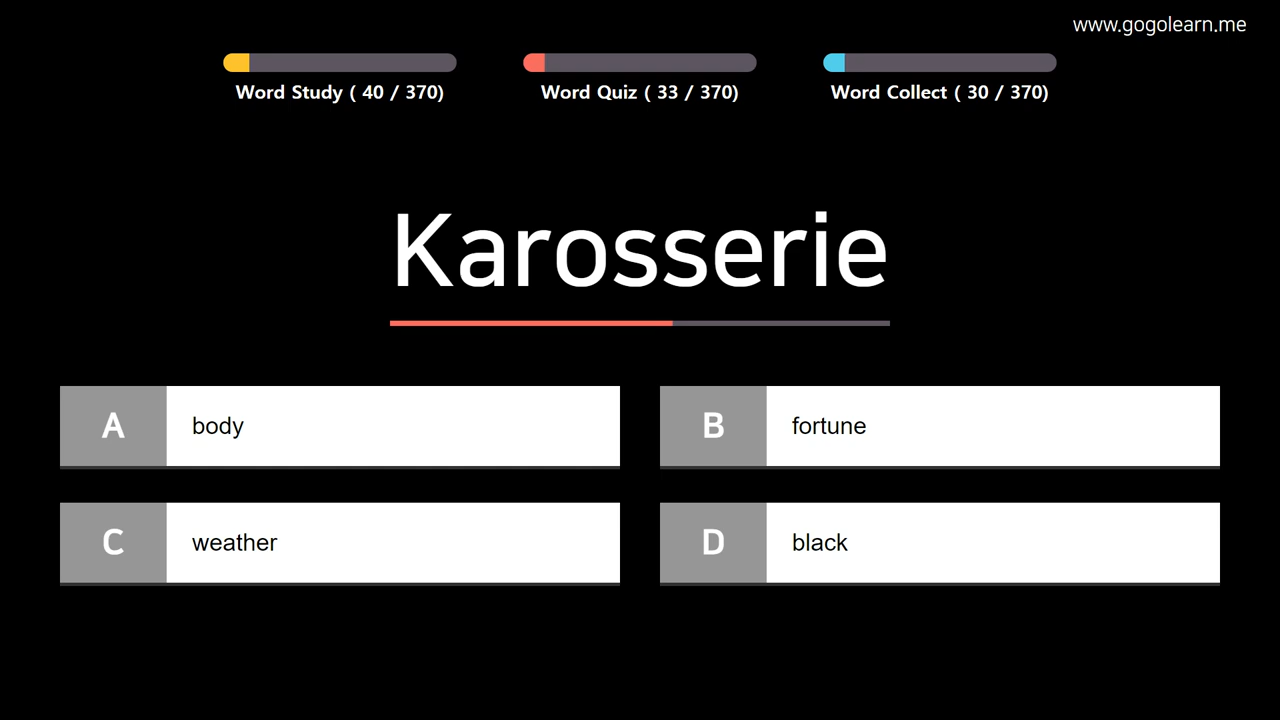 www.gogolearn.me
Word Study ( 40 / 370)
Word Quiz ( 33 / 370)
Word Collect ( 30 / 370)
Karosserie
A body
B fortune
C weather
D black